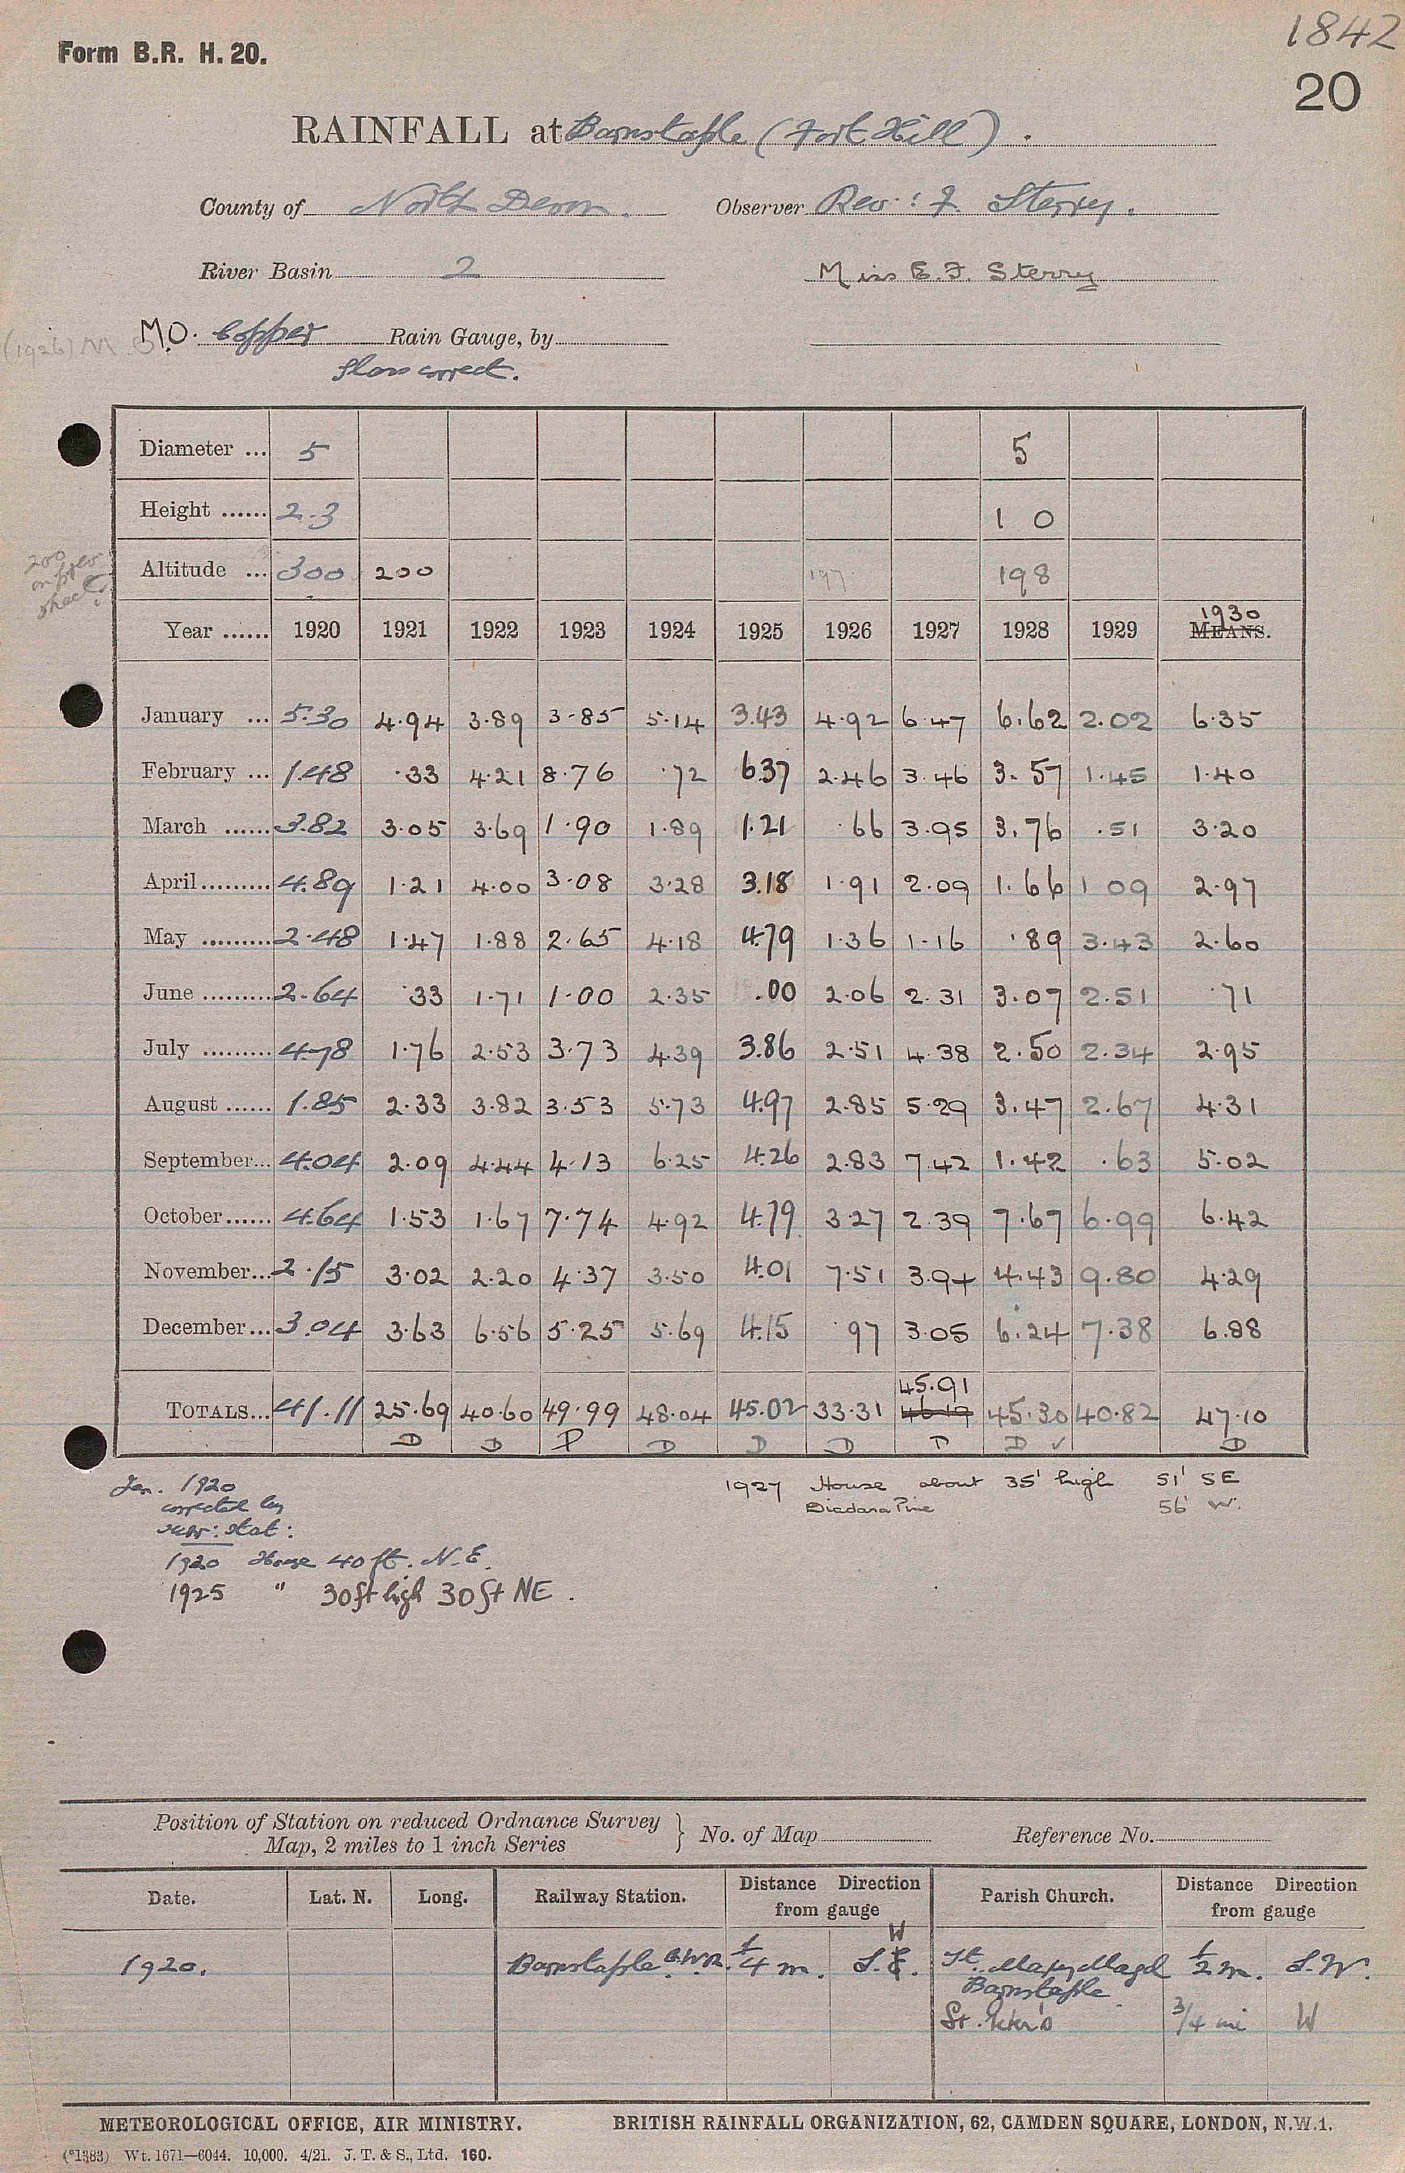 1842
Form B.R. H. 20.
20
RAINFALL at Barnstaple (Fort Hill).
County of North Devon. Observer Rev: F. Sterry.
River Basin 2 Miss E. F. Sterry
(1926) M O
M.O. Copper Rain Gauge, by
Glass correct.
Diameter ... 5 5
Height ...... 2.3 1 0
200
on
sheet
Altitude ... 300 200 197 198
Year ...... 1920 1921 1922 1923 1924 1925 1926 1927 1928 1929 1930 MEANS.
January ... 5.30 4.94 3.89 3.85 5.14 3.43 4.92 6.47 6.62 2.02 6.35
February ... 1.48 .33 4.21 8.76 .72 6.37 2.46 3.46 3.57 1.45 1.40
March ...... 3.82 3.05 3.69 1.90 1.89 1.21 .66 3.95 3.76 .51 3.20
April ......... 4.89 1.21 4.00 3.08 3.28 3.18 1.91 2.09 1.66 1 09 2.97
May ......... 2.48 1.47 1.88 2.65 4.18 4.79 1.36 1.16 .89 3.43 2.60
June ......... 2.64 .33 1.71 1.00 2.35 .00 2.06 2.31 3.07 2.51 .71
July ......... 4.78 1.76 2.53 3.73 4.39 3.86 2.51 4.38 2.50 2.34 2.95
August ...... 1.85 2.33 3.82 3.53 5.73 4.97 2.85 5.29 3.47 2.67 4.31
September... 4.04 2.09 4.44 4.13 6.25 4.26 2.83 7.42 1.42 .63 5.02
October ...... 4.64 1.53 1.67 7.74 4.92 4.79 3.27 2.39 7.67 6.99 6.42
November... 2.15 3.02 2.20 4.37 3.50 4.01 7.51 3.94 4.43 9.80 4.29
December ... 3.04 3.63 6.56 5.25 5.69 4.15 .97 3.05 6.24 7.38 6.88
45.91
TOTALS... 41.11 25.69 40.60 49.99 48.04 45.02 33.31 46.19 45.30 40.82 47.10
D D P D D D P D ✓ D
Jan. 1920
corrected by
supr: stat:
1920 House 40 ft. N.E.
1925 " 30ft high 30ft NE.
1927 House about 35' high 51' SE
Diedara Pine 56' W.
Position of Station on reduced Ordnance Survey
Map, 2 miles to 1 inch Series } No. of Map Reference No.
Date. Lat. N. Long. Railway Station. Distance Direction from gauge Parish Church. Distance Direction from gauge
W
1920. Barnstaple G.W.R. 1/4 m. S.E. St. Mary Magd 1/2 m. S.W.
Barnstaple
St. Peter's 3/4 mi W
METEOROLOGICAL OFFICE, AIR MINISTRY. BRITISH RAINFALL ORGANIZATION, 62, CAMDEN SQUARE, LONDON, N.W.1.
(*1383) Wt. 1671—6044. 10,000. 4/21. J. T. & S., Ltd. 160.